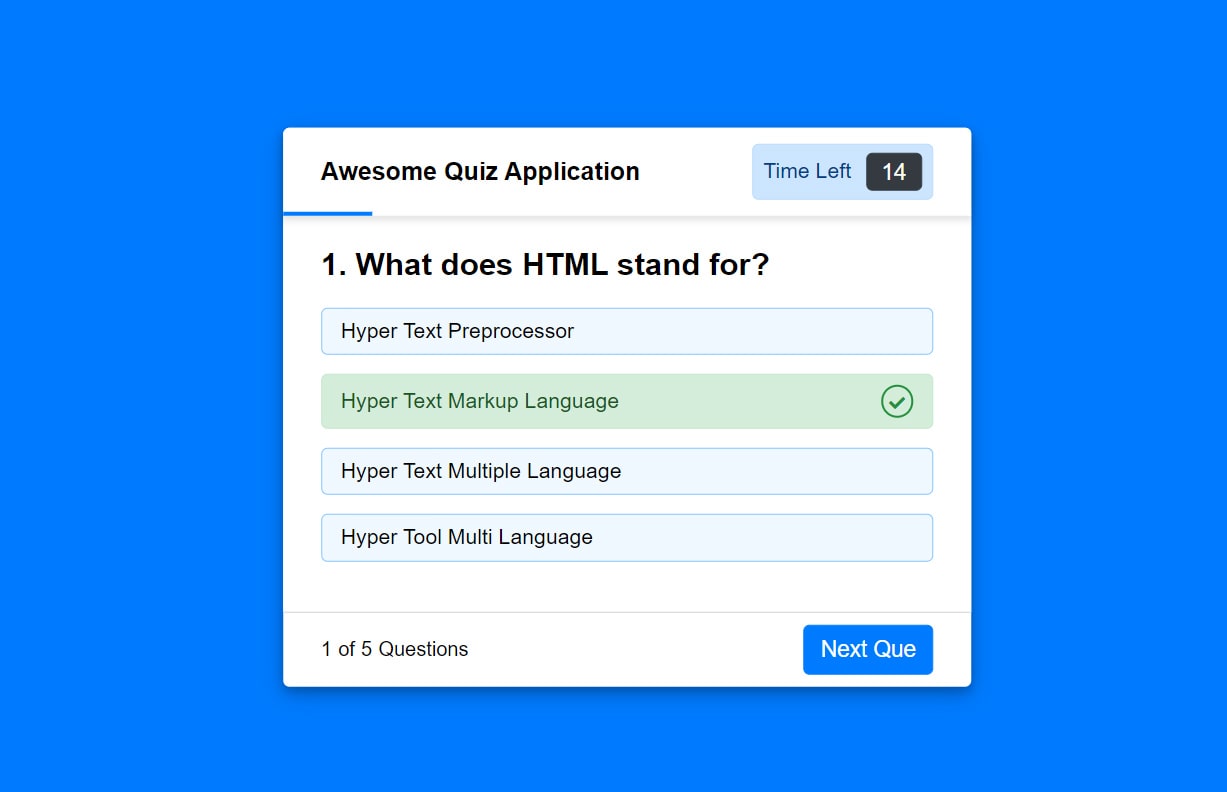 Awesome Quiz Application
Time Left 14
1. What does HTML stand for?
Hyper Text Preprocessor
Hyper Text Markup Language
Hyper Text Multiple Language
Hyper Tool Multi Language
1 of 5 Questions
Next Que